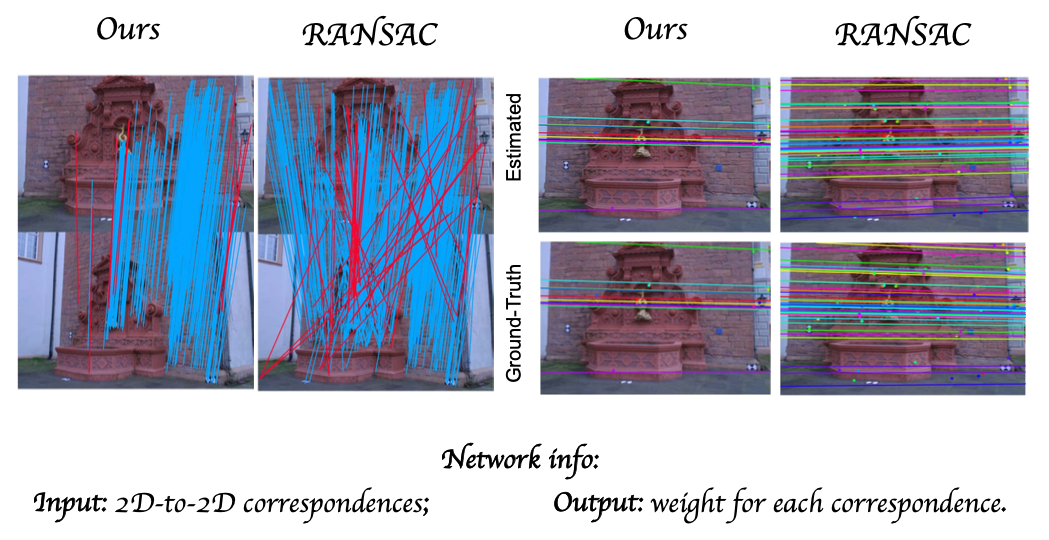 Ours
RANSAC
Ours
RANSAC
Estimated
Ground-Truth
Network info:
Input: 2D-to-2D correspondences;
Output: weight for each correspondence.